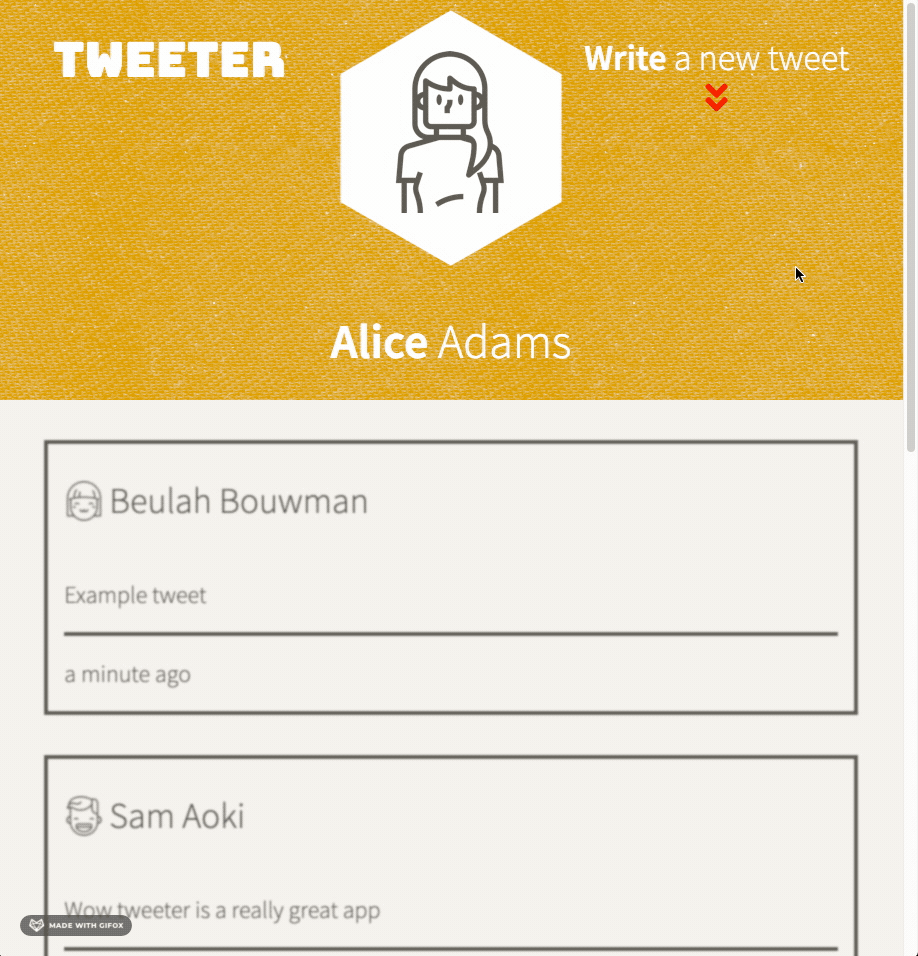 TWEETER
Write a new tweet
Alice Adams
Beulah Bouwman
Example tweet
a minute ago
Sam Aoki
Wow tweeter is a really great app
MADE WITH GIFOX